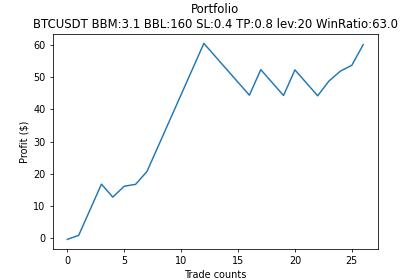 Portfolio
BTCUSDT BBM:3.1 BBL:160 SL:0.4 TP:0.8 lev:20 WinRatio:63.0
60
50
40
30
20
10
0
Profit ($)
0 5 10 15 20 25
Trade counts